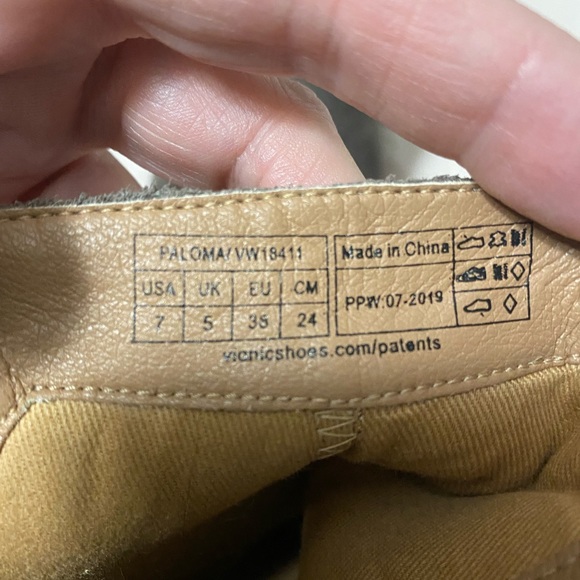 PALOMA/VW18411
USA UK EU CM
7 5 38 24
Made in China
PPW:07-2019
vionicshoes.com/patents